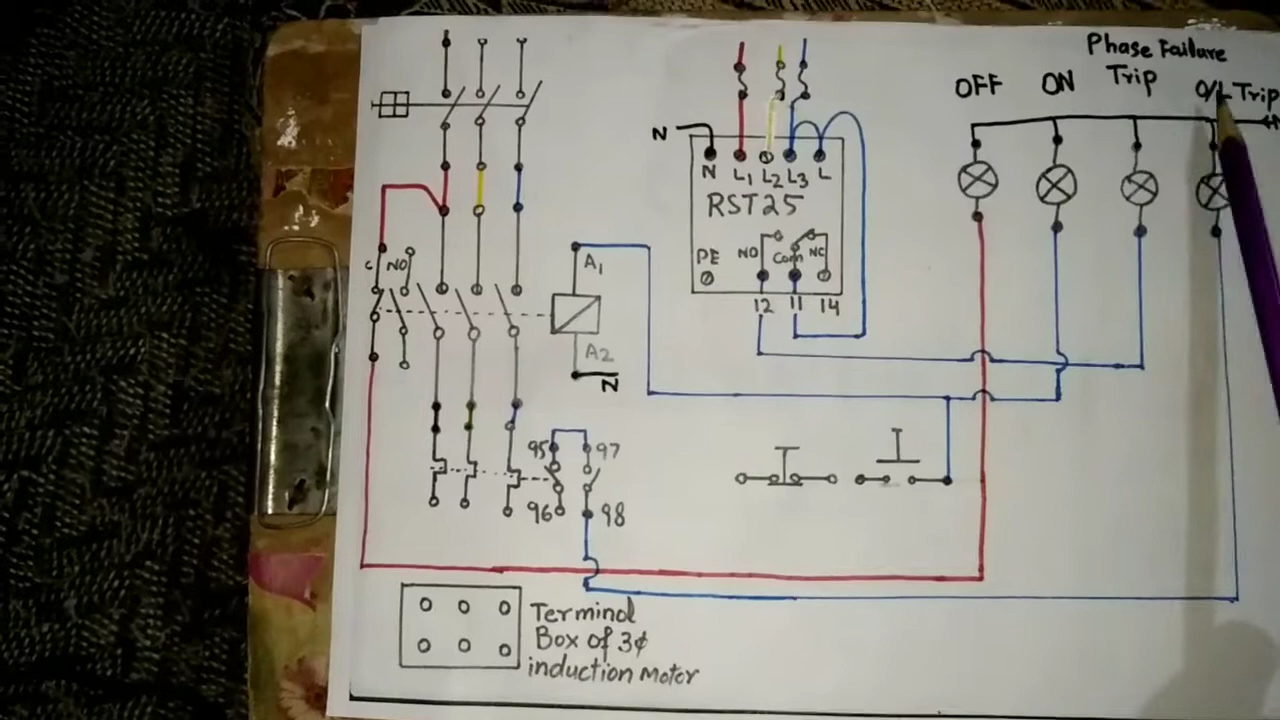 OFF
ON
Phase Failure
Trip
O/L Trip
N
N L1 L2 L3 L
RST25
PE
NO Com NC
12 11 14
C NO
A1
A2
N
95 97
96 98
Terminal
Box of 3¢
induction Motor